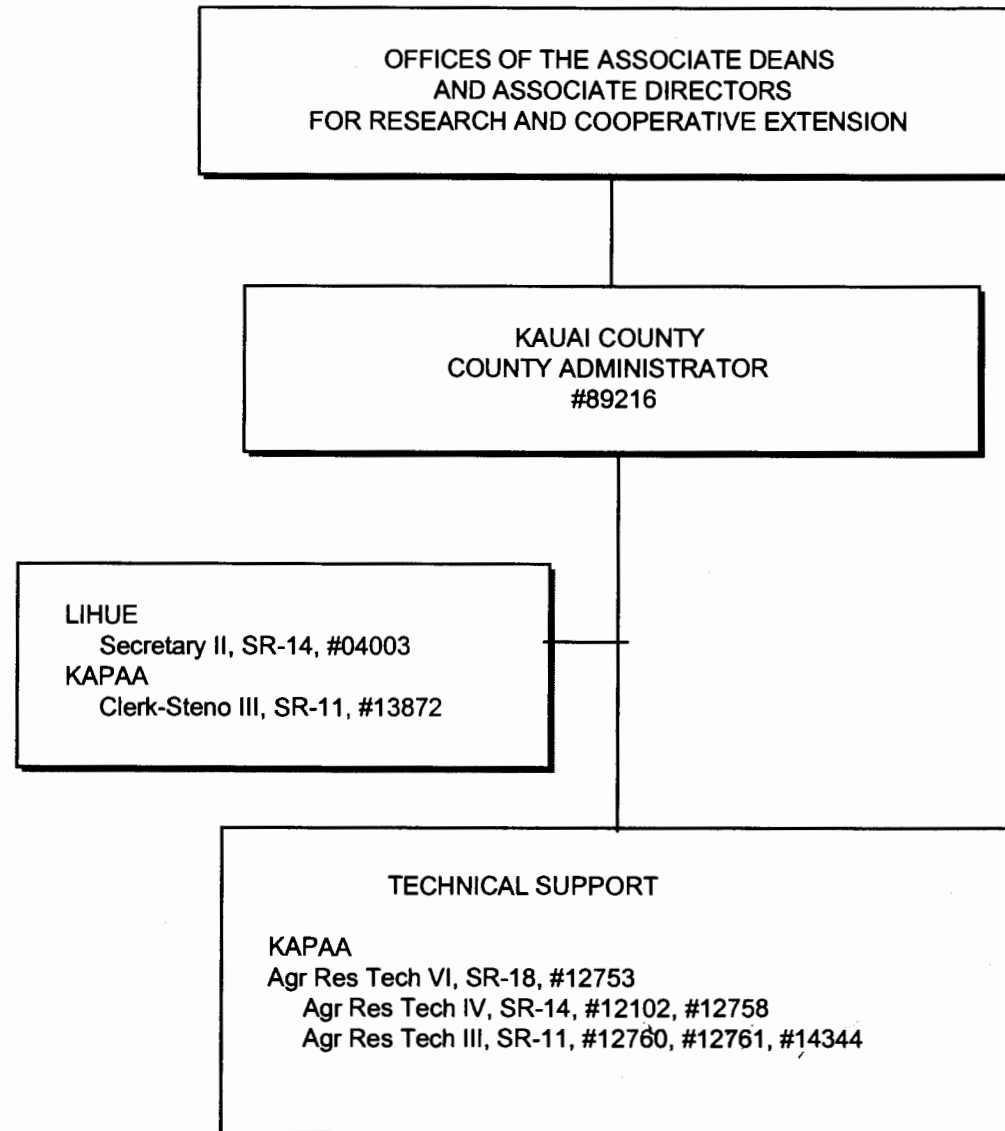 OFFICES OF THE ASSOCIATE DEANS
AND ASSOCIATE DIRECTORS
FOR RESEARCH AND COOPERATIVE EXTENSION
KAUAI COUNTY
COUNTY ADMINISTRATOR
#89216
LIHUE
Secretary II, SR-14, #04003
KAPAA
Clerk-Steno III, SR-11, #13872
TECHNICAL SUPPORT
KAPAA
Agr Res Tech VI, SR-18, #12753
Agr Res Tech IV, SR-14, #12102, #12758
Agr Res Tech III, SR-11, #12760, #12761, #14344